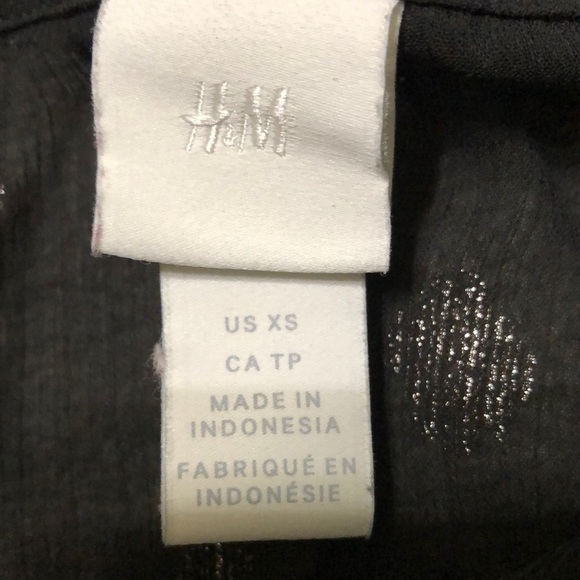 H&M
US XS
CA TP
MADE IN
INDONESIA
FABRIQUÉ EN
INDONÉSIE